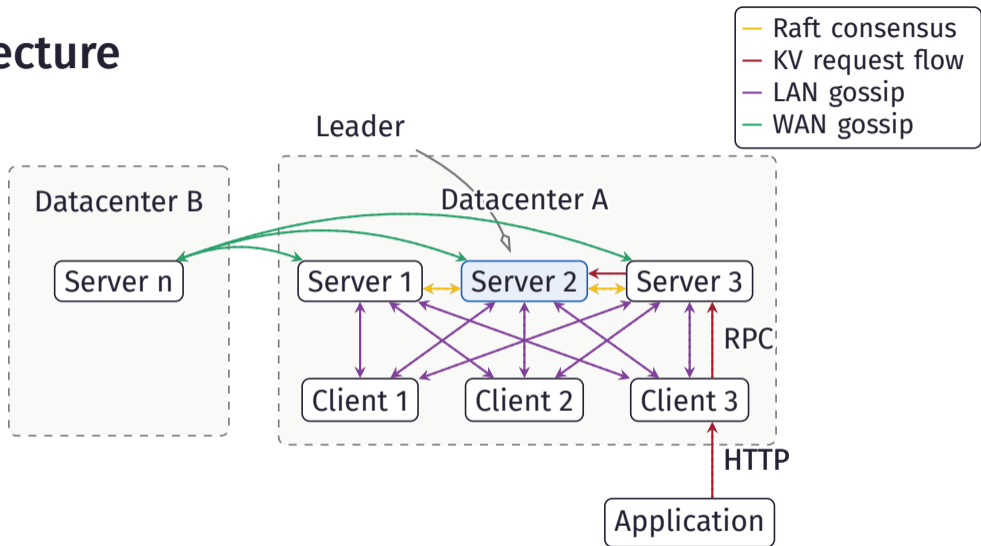 ecture
Raft consensus
KV request flow
LAN gossip
WAN gossip
Leader
Datacenter B
Datacenter A
Server n
Server 1
Server 2
Server 3
RPC
Client 1
Client 2
Client 3
HTTP
Application